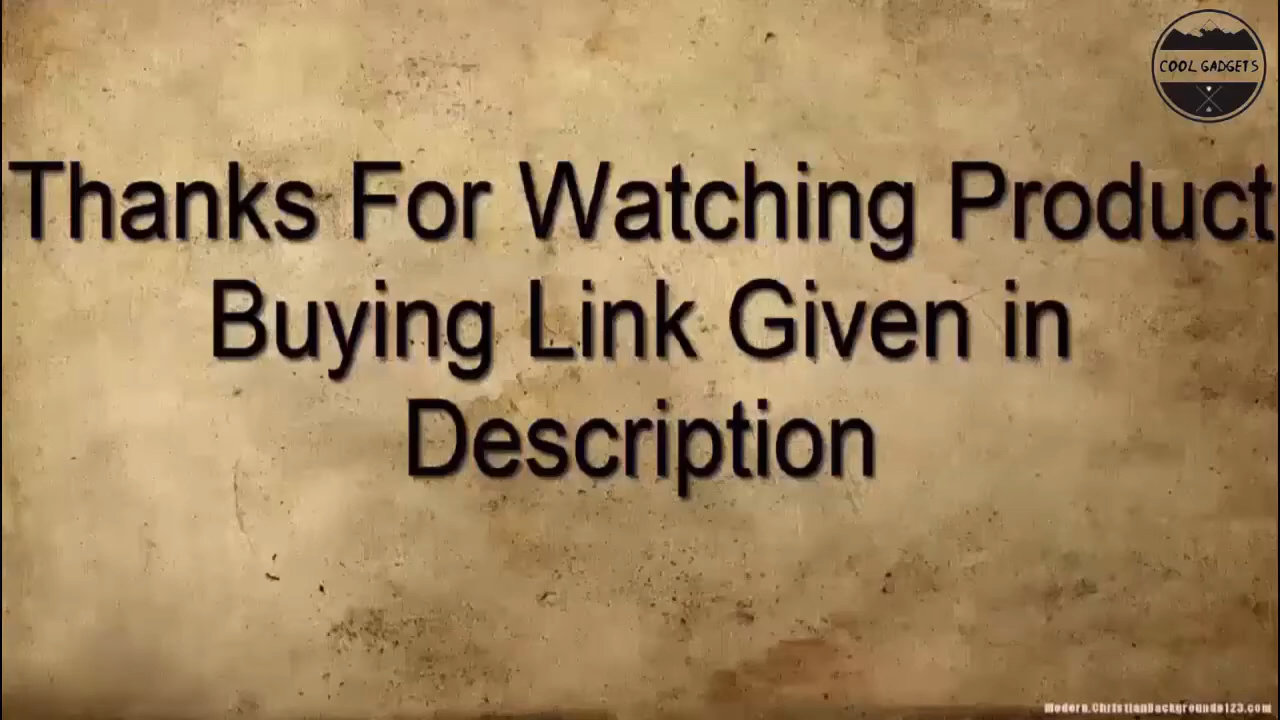 COOL GADGETS
Thanks For Watching Product
Buying Link Given in
Description
Modern.ChristianBackgrounds123.com